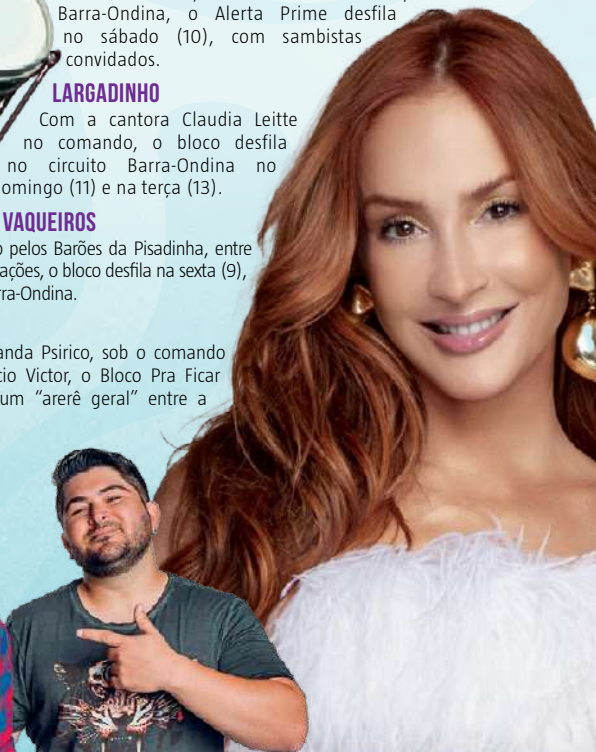 Barra-Ondina, o Alerta Prime desfila
no sábado (10), com sambistas
convidados.
LARGADINHO
Com a cantora Claudia Leitte
no comando, o bloco desfila
no circuito Barra-Ondina no
omingo (11) e na terça (13).
VAQUEIROS
o pelos Barões da Pisadinha, entre
ações, o bloco desfila na sexta (9),
rra-Ondina.
anda Psirico, sob o comando
cio Victor, o Bloco Pra Ficar
um “arerê geral” entre a